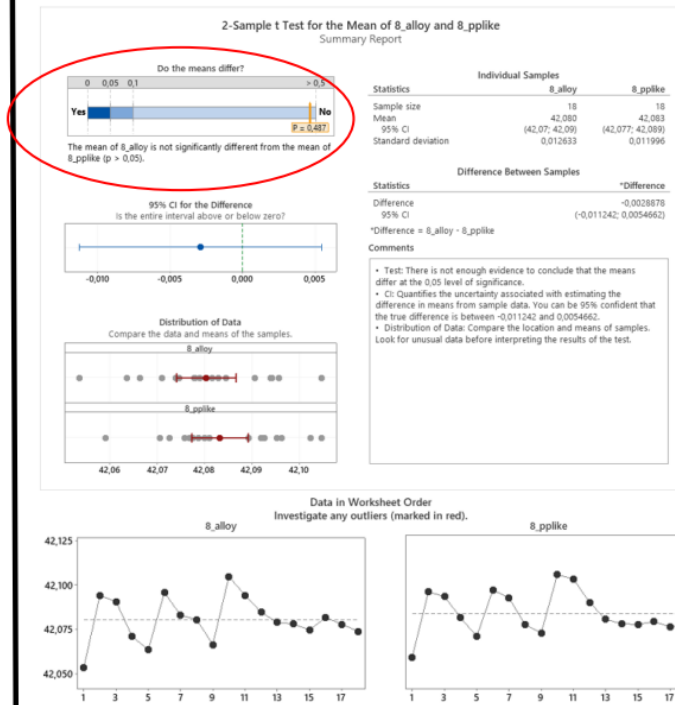 2-Sample t Test for the Mean of 8_alloy and 8_pplike
Summary Report
Do the means differ?
0 0,05 0,1 > 0,5
Yes No
P = 0,487
The mean of 8_alloy is not significantly different from the mean of
8_pplike (p > 0,05).
Individual Samples
Statistics 8_alloy 8_pplike
Sample size 18 18
Mean 42,080 42,083
95% CI (42,07; 42,09) (42,077; 42,089)
Standard deviation 0,012633 0,011996
Difference Between Samples
Statistics *Difference
Difference -0,0028878
95% CI (-0,011242; 0,0054662)
*Difference = 8_alloy - 8_pplike
95% CI for the Difference
Is the entire interval above or below zero?
-0,010 -0,005 0,000 0,005
Comments
• Test: There is not enough evidence to conclude that the means
differ at the 0,05 level of significance.
• CI: Quantifies the uncertainty associated with estimating the
difference in means from sample data. You can be 95% confident that
the true difference is between -0,011242 and 0,0054662.
• Distribution of Data: Compare the location and means of samples.
Look for unusual data before interpreting the results of the test.
Distribution of Data
Compare the data and means of the samples.
8_alloy
8_pplike
42,06 42,07 42,08 42,09 42,10
Data in Worksheet Order
Investigate any outliers (marked in red).
8_alloy 8_pplike
42,125
42,100
42,075
42,050
1 3 5 7 9 11 13 15 17 1 3 5 7 9 11 13 15 17